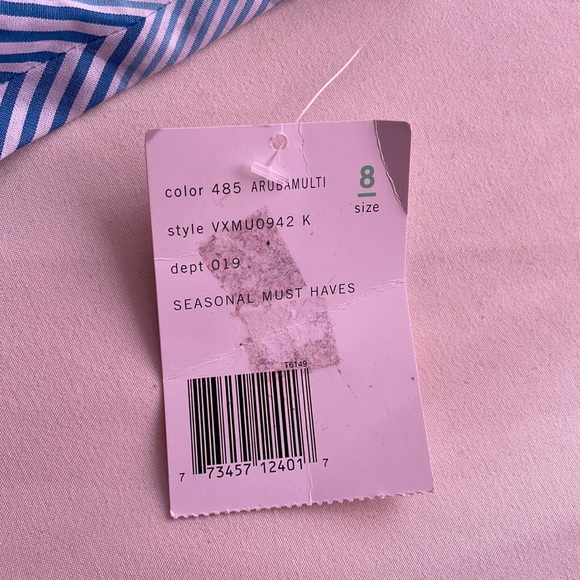 color 485 ARUBAMULTI
8
size
style VXMU0942 K
dept 019
SEASONAL MUST HAVES
T6149
7 73457 12401 7